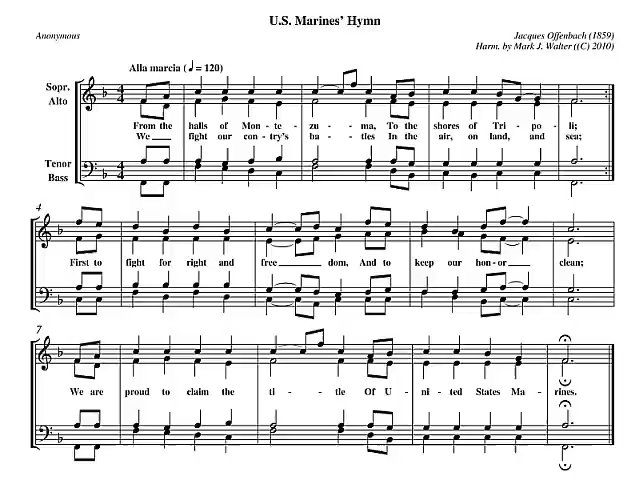 U.S. Marines' Hymn
Anonymous
Jacques Offenbach (1859)
Harm. by Mark J. Walter ((C) 2010)
Alla marcia (♩ = 120)
Sopr.
Alto
From the halls of Mon - te - zu - ma, To the shores of Tri - po - li;
We fight our con - try's ba - tles In the air, on land, and sea;
Tenor
Bass
4
First to fight for right and free dom, And to keep our hon - or clean;
7
We are proud to claim the ti - tle Of U - ni - ted States Ma - rines.